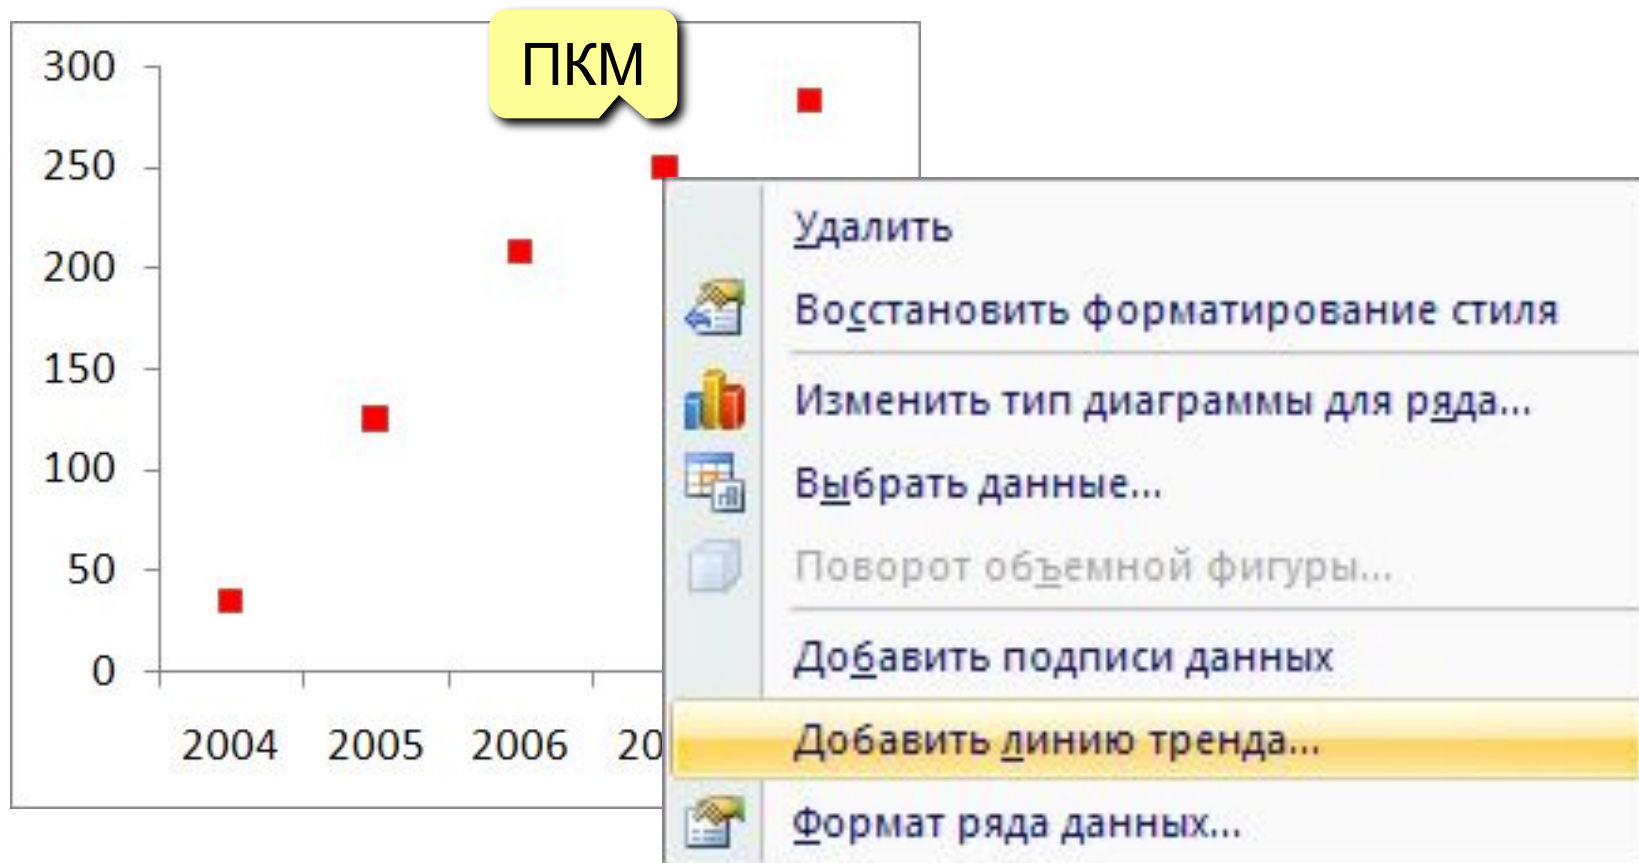 ПКМ
300
250
200
150
100
50
0
2004 2005 2006 20
Удалить
Восстановить форматирование стиля
Изменить тип диаграммы для ряда...
Выбрать данные...
Поворот объемной фигуры...
Добавить подписи данных
Добавить линию тренда...
Формат ряда данных...